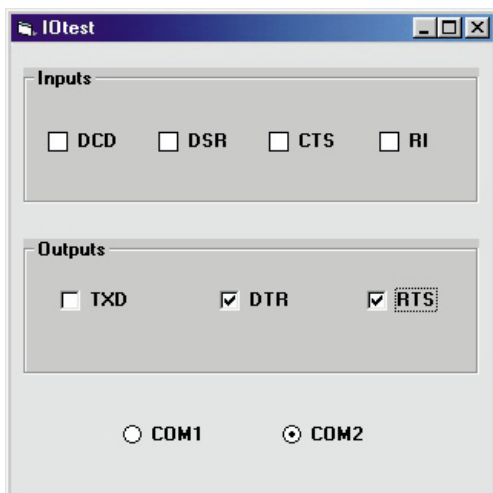 IOtest
Inputs
DCD DSR CTS RI
Outputs
TXD DTR RTS
COM1 COM2